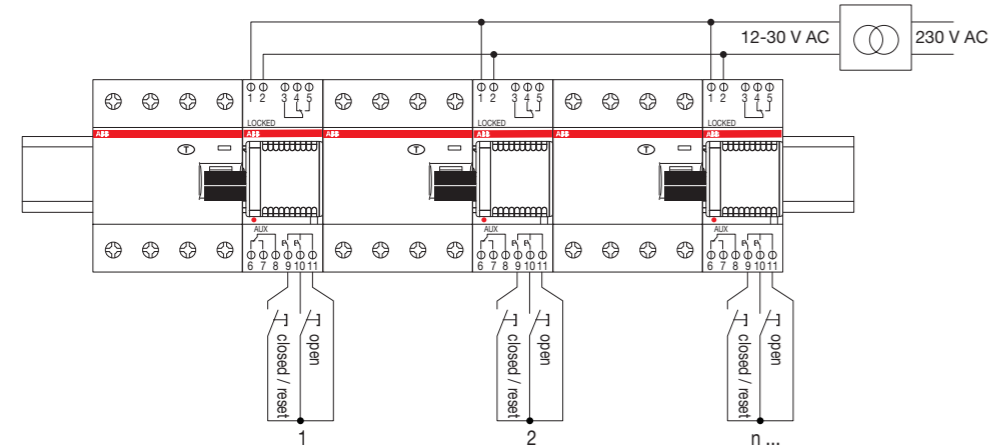 12-30 V AC
230 V AC
1 2 3 4 5
1 2 3 4 5
1 2 3 4 5
LOCKED
LOCKED
LOCKED
ABB
ABB
ABB
ABB
ABB
ABB
T
T
T
AUX
AUX
AUX
6 7 8 9 10 11
6 7 8 9 10 11
6 7 8 9 10 11
closed / reset
open
closed / reset
open
closed / reset
open
1
2
n ...